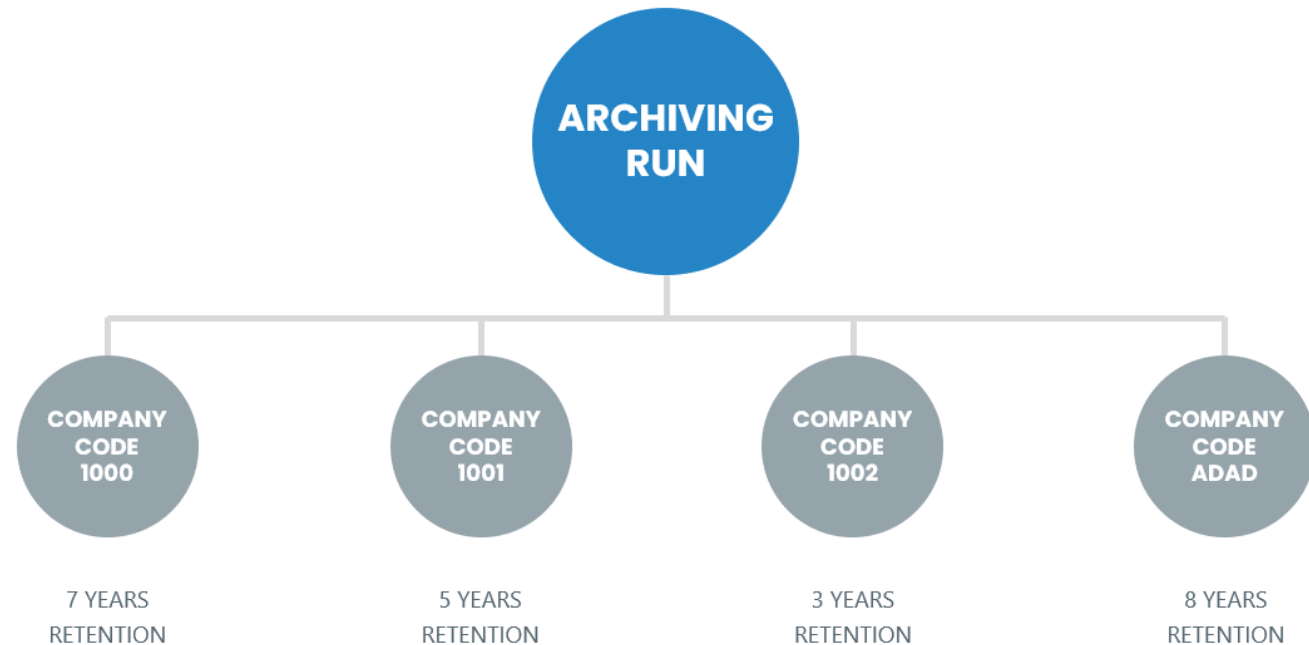 ARCHIVING
RUN
COMPANY
CODE
1000
COMPANY
CODE
1001
COMPANY
CODE
1002
COMPANY
CODE
ADAD
7 YEARS
RETENTION
5 YEARS
RETENTION
3 YEARS
RETENTION
8 YEARS
RETENTION